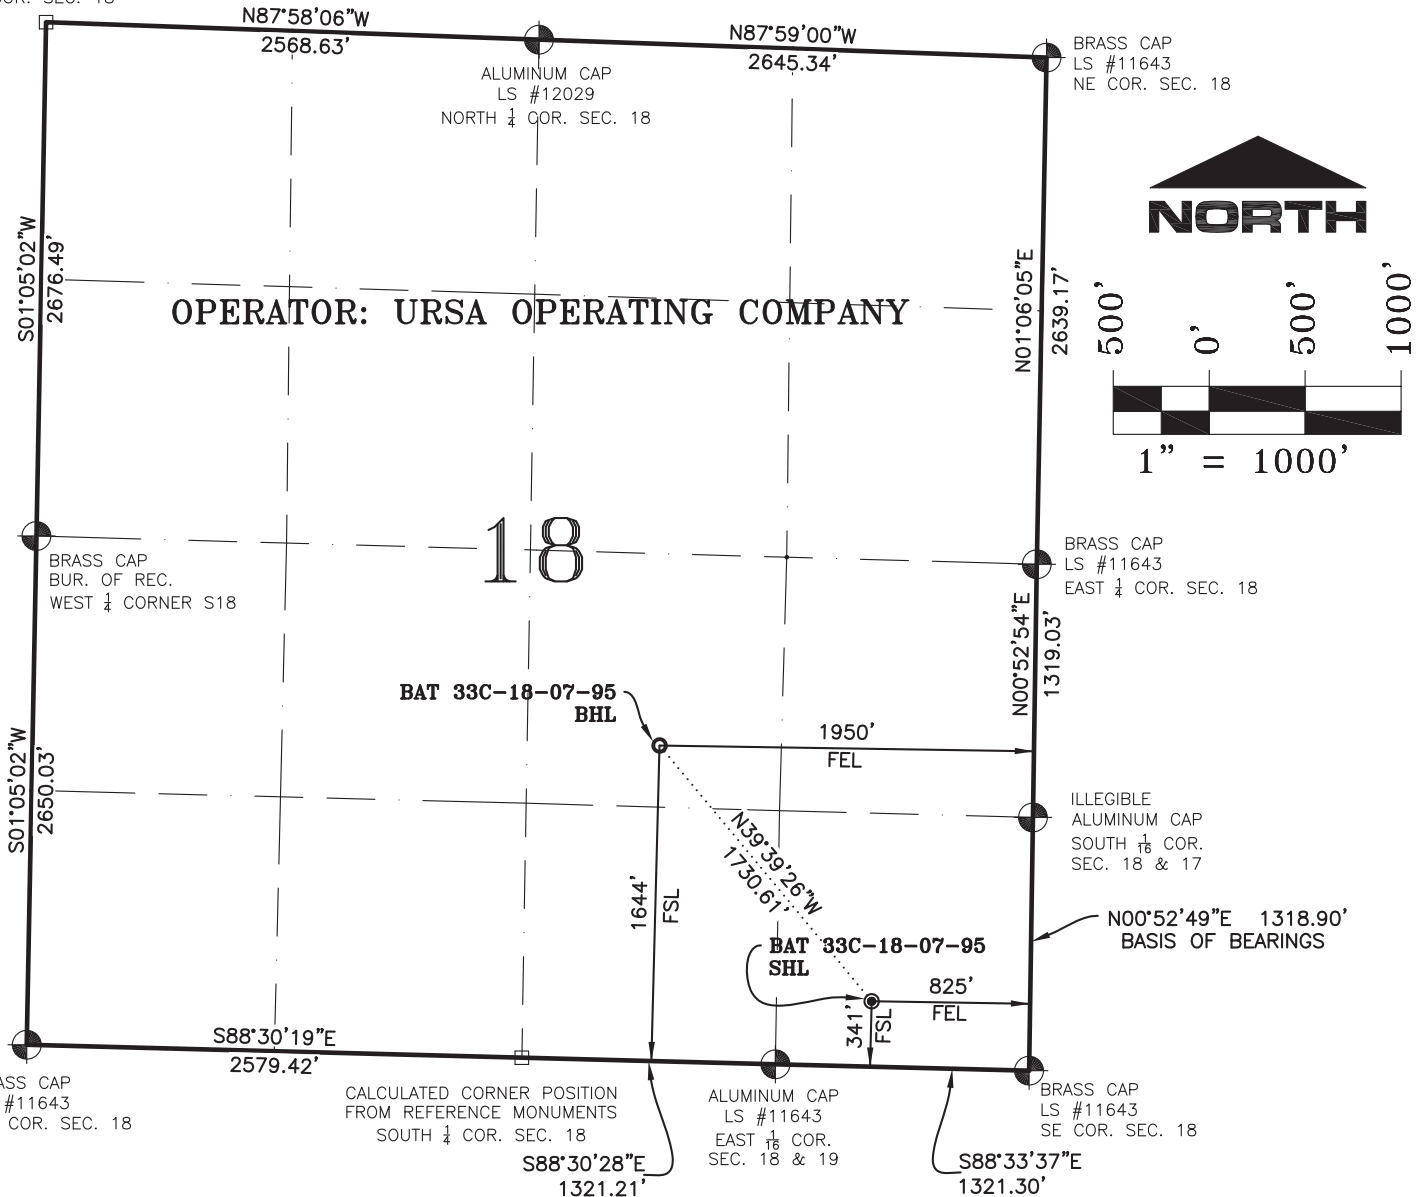 COR. SEC. 18
N87°58'06"W
2568.63'
N87°59'00"W
2645.34'
BRASS CAP
LS #11643
NE COR. SEC. 18
ALUMINUM CAP
LS #12029
NORTH 1/4 COR. SEC. 18
NORTH
S01°05'02"W
2676.49'
OPERATOR: URSA OPERATING COMPANY
N01°06'05"E
2639.17'
500'
0'
500'
1000'
1" = 1000'
18
BRASS CAP
BUR. OF REC.
WEST 1/4 CORNER S18
BRASS CAP
LS #11643
EAST 1/4 COR. SEC. 18
N00°52'54"E
1319.03'
BAT 33C-18-07-95
BHL
1950'
FEL
S01°05'02"W
2650.03'
ILLEGIBLE
ALUMINUM CAP
SOUTH 1/16 COR.
SEC. 18 & 17
N39°39'26"W
1730.61'
1644'
FSL
N00°52'49"E 1318.90'
BASIS OF BEARINGS
BAT 33C-18-07-95
SHL
825'
FEL
341'
FSL
S88°30'19"E
2579.42'
CAP
#11643
COR. SEC. 18
CALCULATED CORNER POSITION
FROM REFERENCE MONUMENTS
SOUTH 1/4 COR. SEC. 18
ALUMINUM CAP
LS #11643
EAST 1/16 COR.
SEC. 18 & 19
BRASS CAP
LS #11643
SE COR. SEC. 18
S88°30'28"E
1321.21'
S88°33'37"E
1321.30'